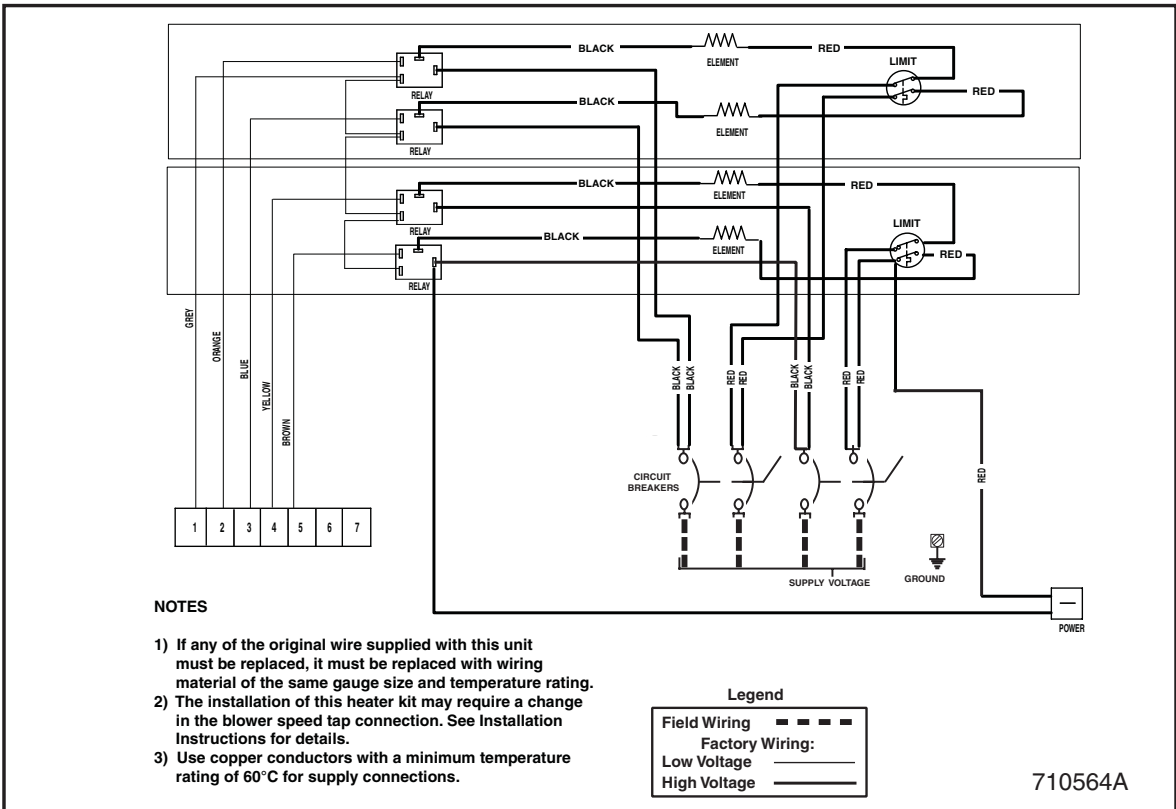 BLACK
ELEMENT
RED
LIMIT
RELAY
BLACK
ELEMENT
RED
RELAY
BLACK
ELEMENT
RED
LIMIT
RELAY
BLACK
ELEMENT
RED
RELAY
GREY
ORANGE
BLUE
YELLOW
BROWN
BLACK
BLACK
RED
RED
BLACK
BLACK
RED
RED
RED
CIRCUIT
BREAKERS
1 2 3 4 5 6 7
SUPPLY VOLTAGE
GROUND
POWER
NOTES
1) If any of the original wire supplied with this unit
must be replaced, it must be replaced with wiring
material of the same gauge size and temperature rating.
2) The installation of this heater kit may require a change
in the blower speed tap connection. See Installation
Instructions for details.
3) Use copper conductors with a minimum temperature
rating of 60°C for supply connections.
Legend
Field Wiring
Factory Wiring:
Low Voltage
High Voltage
710564A